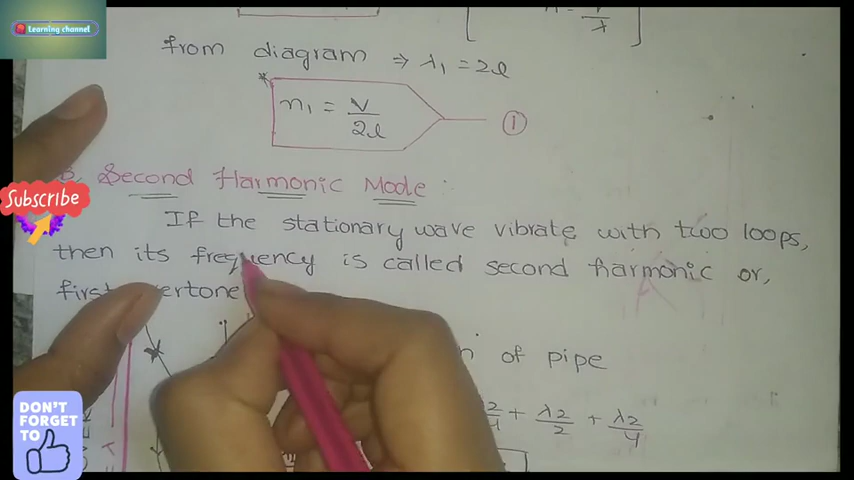 Learning channel
from diagram ⇒ λ₁ = 2l
n₁ = V/2l ①
B. Second Harmonic Mode :
If the stationary wave vibrate with two loops,
then its frequency is called second harmonic or,
Subscribe
of pipe
+ λ2/2 + λ2/4
DON'T
FORGET
TO